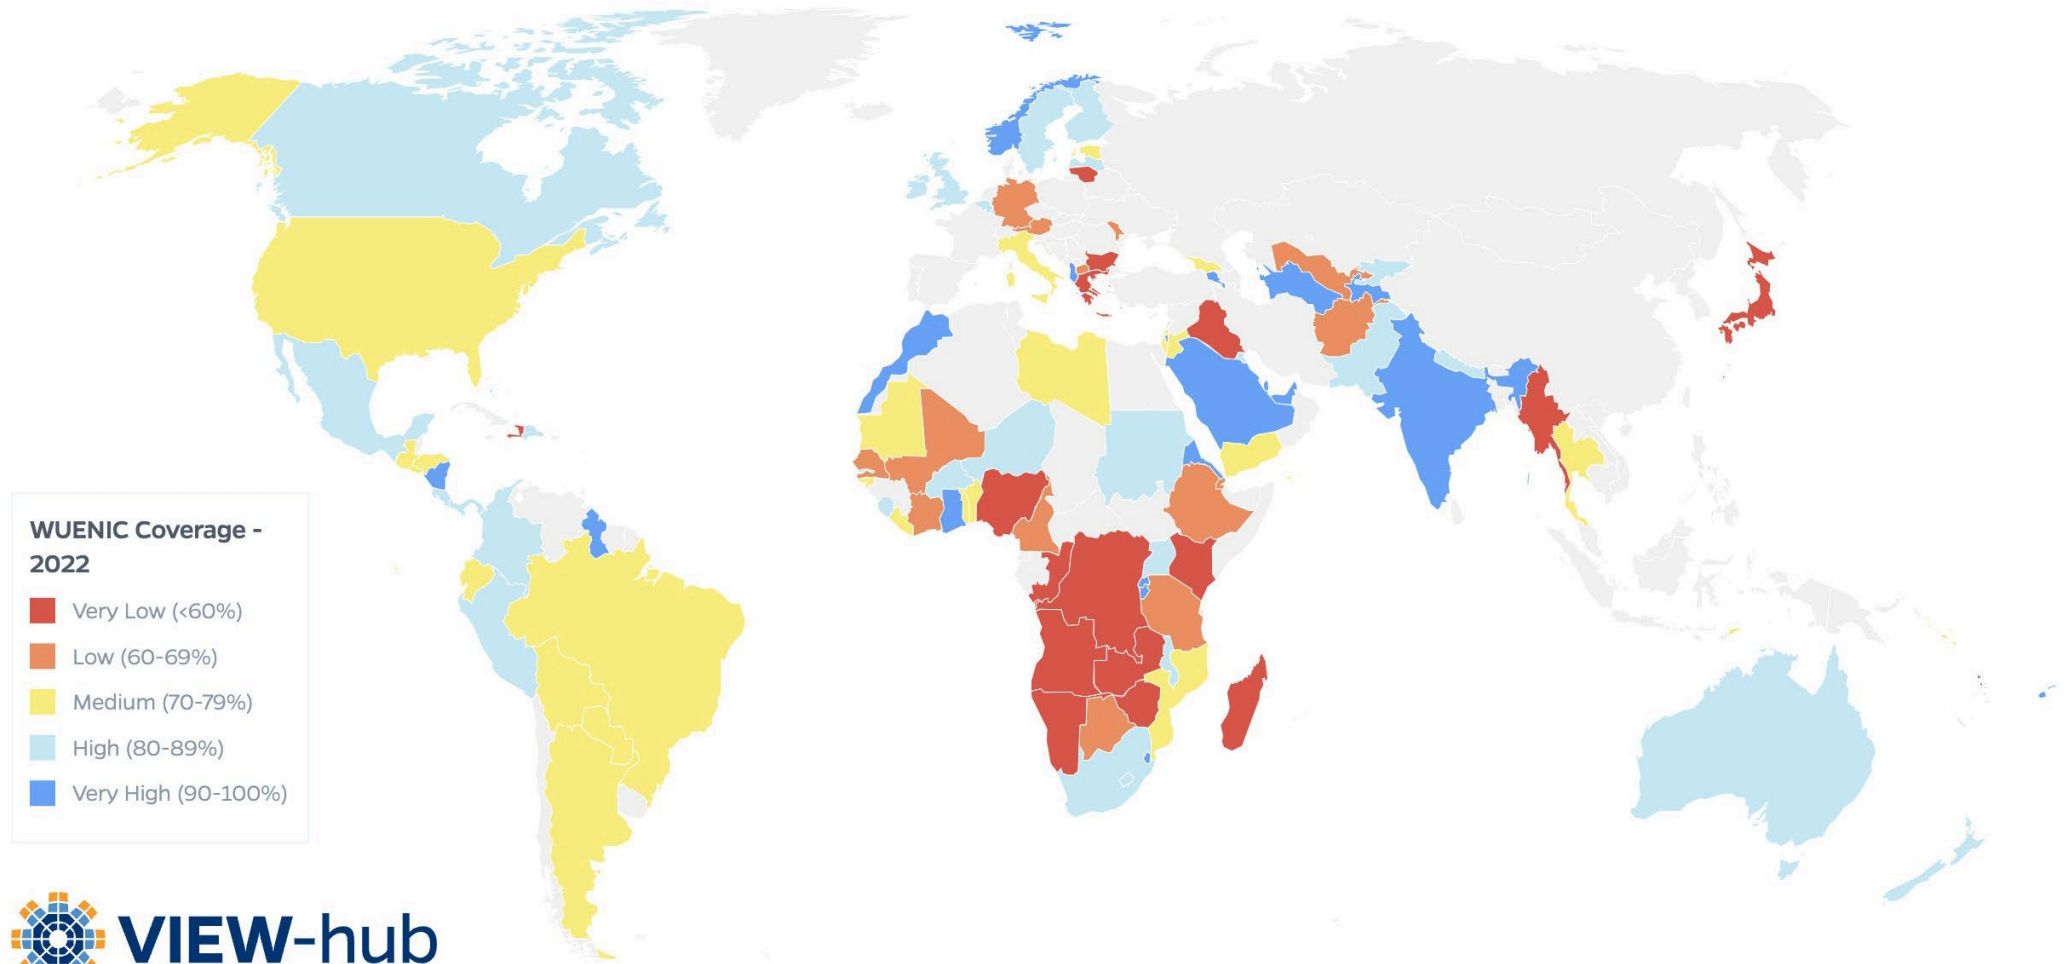 WUENIC Coverage -
2022
Very Low (<60%)
Low (60-69%)
Medium (70-79%)
High (80-89%)
Very High (90-100%)
VIEW-hub